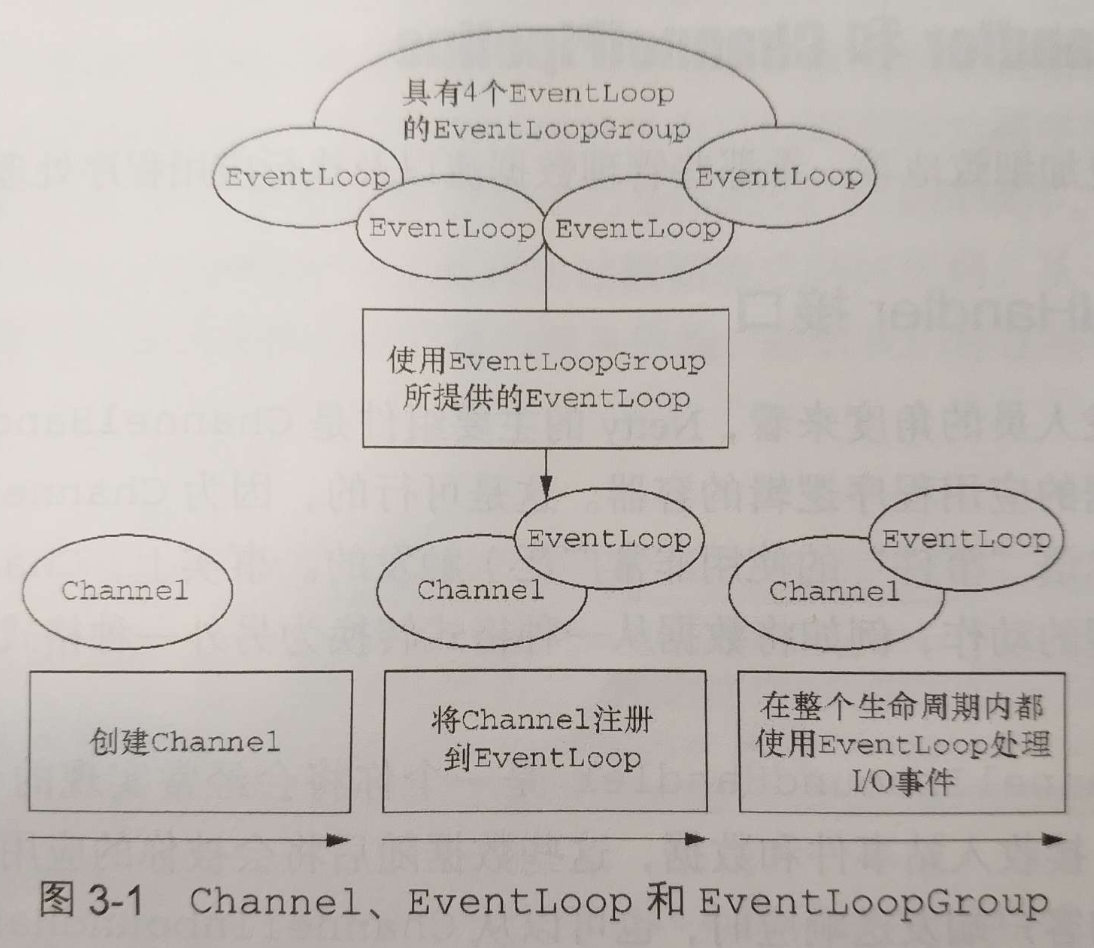 具有4个EventLoop
的EventLoopGroup
EventLoop
EventLoop
EventLoop
EventLoop
使用EventLoopGroup
所提供的EventLoop
Channel
Channel
EventLoop
Channel
EventLoop
创建Channel
将Channel注册
到EventLoop
在整个生命周期内都
使用EventLoop处理
I/O事件
图 3-1 Channel、EventLoop 和 EventLoopGroup